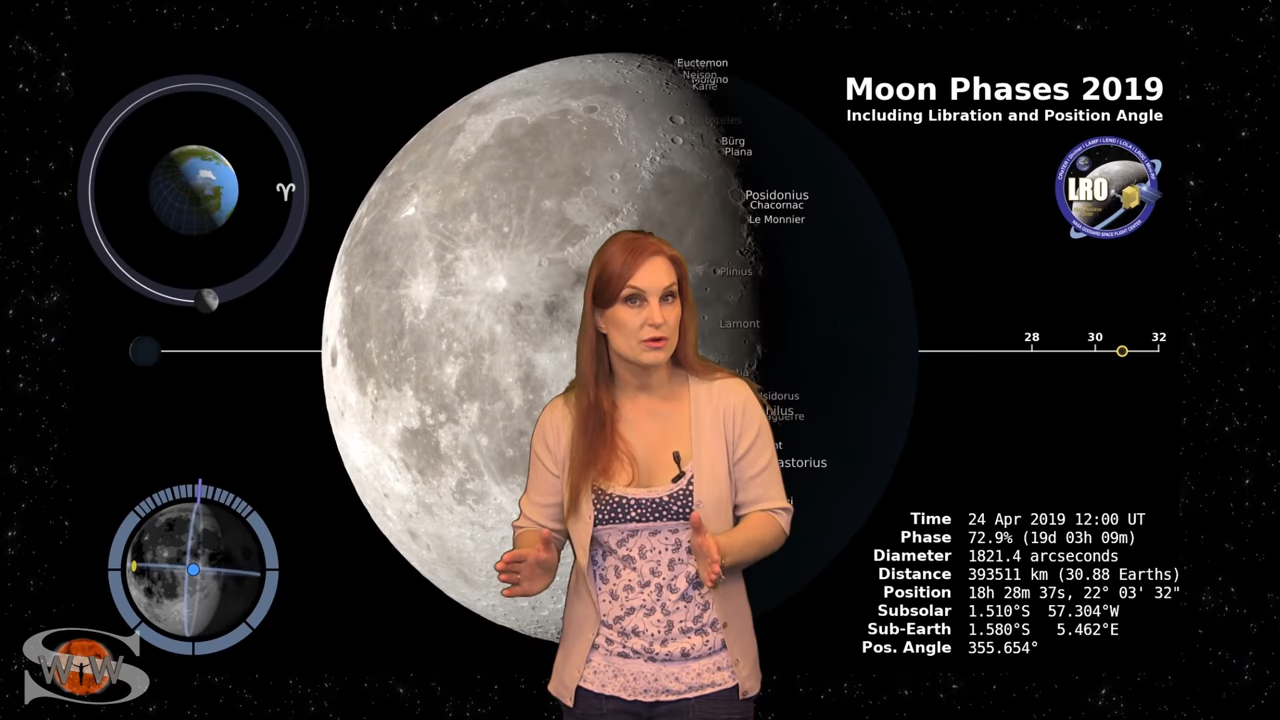 Moon Phases 2019
Including Libration and Position Angle
LRO
Euctemon
Neison
Moigno
Kane
Bürg
Plana
Posidonius
Chacornac
Le Monnier
Plinius
Lamont
Isidorus
astorius
♈
28 30 32
Time 24 Apr 2019 12:00 UT
Phase 72.9% (19d 03h 09m)
Diameter 1821.4 arcseconds
Distance 393511 km (30.88 Earths)
Position 18h 28m 37s, 22° 03' 32"
Subsolar 1.510°S 57.304°W
Sub-Earth 1.580°S 5.462°E
Pos. Angle 355.654°
S
WTW